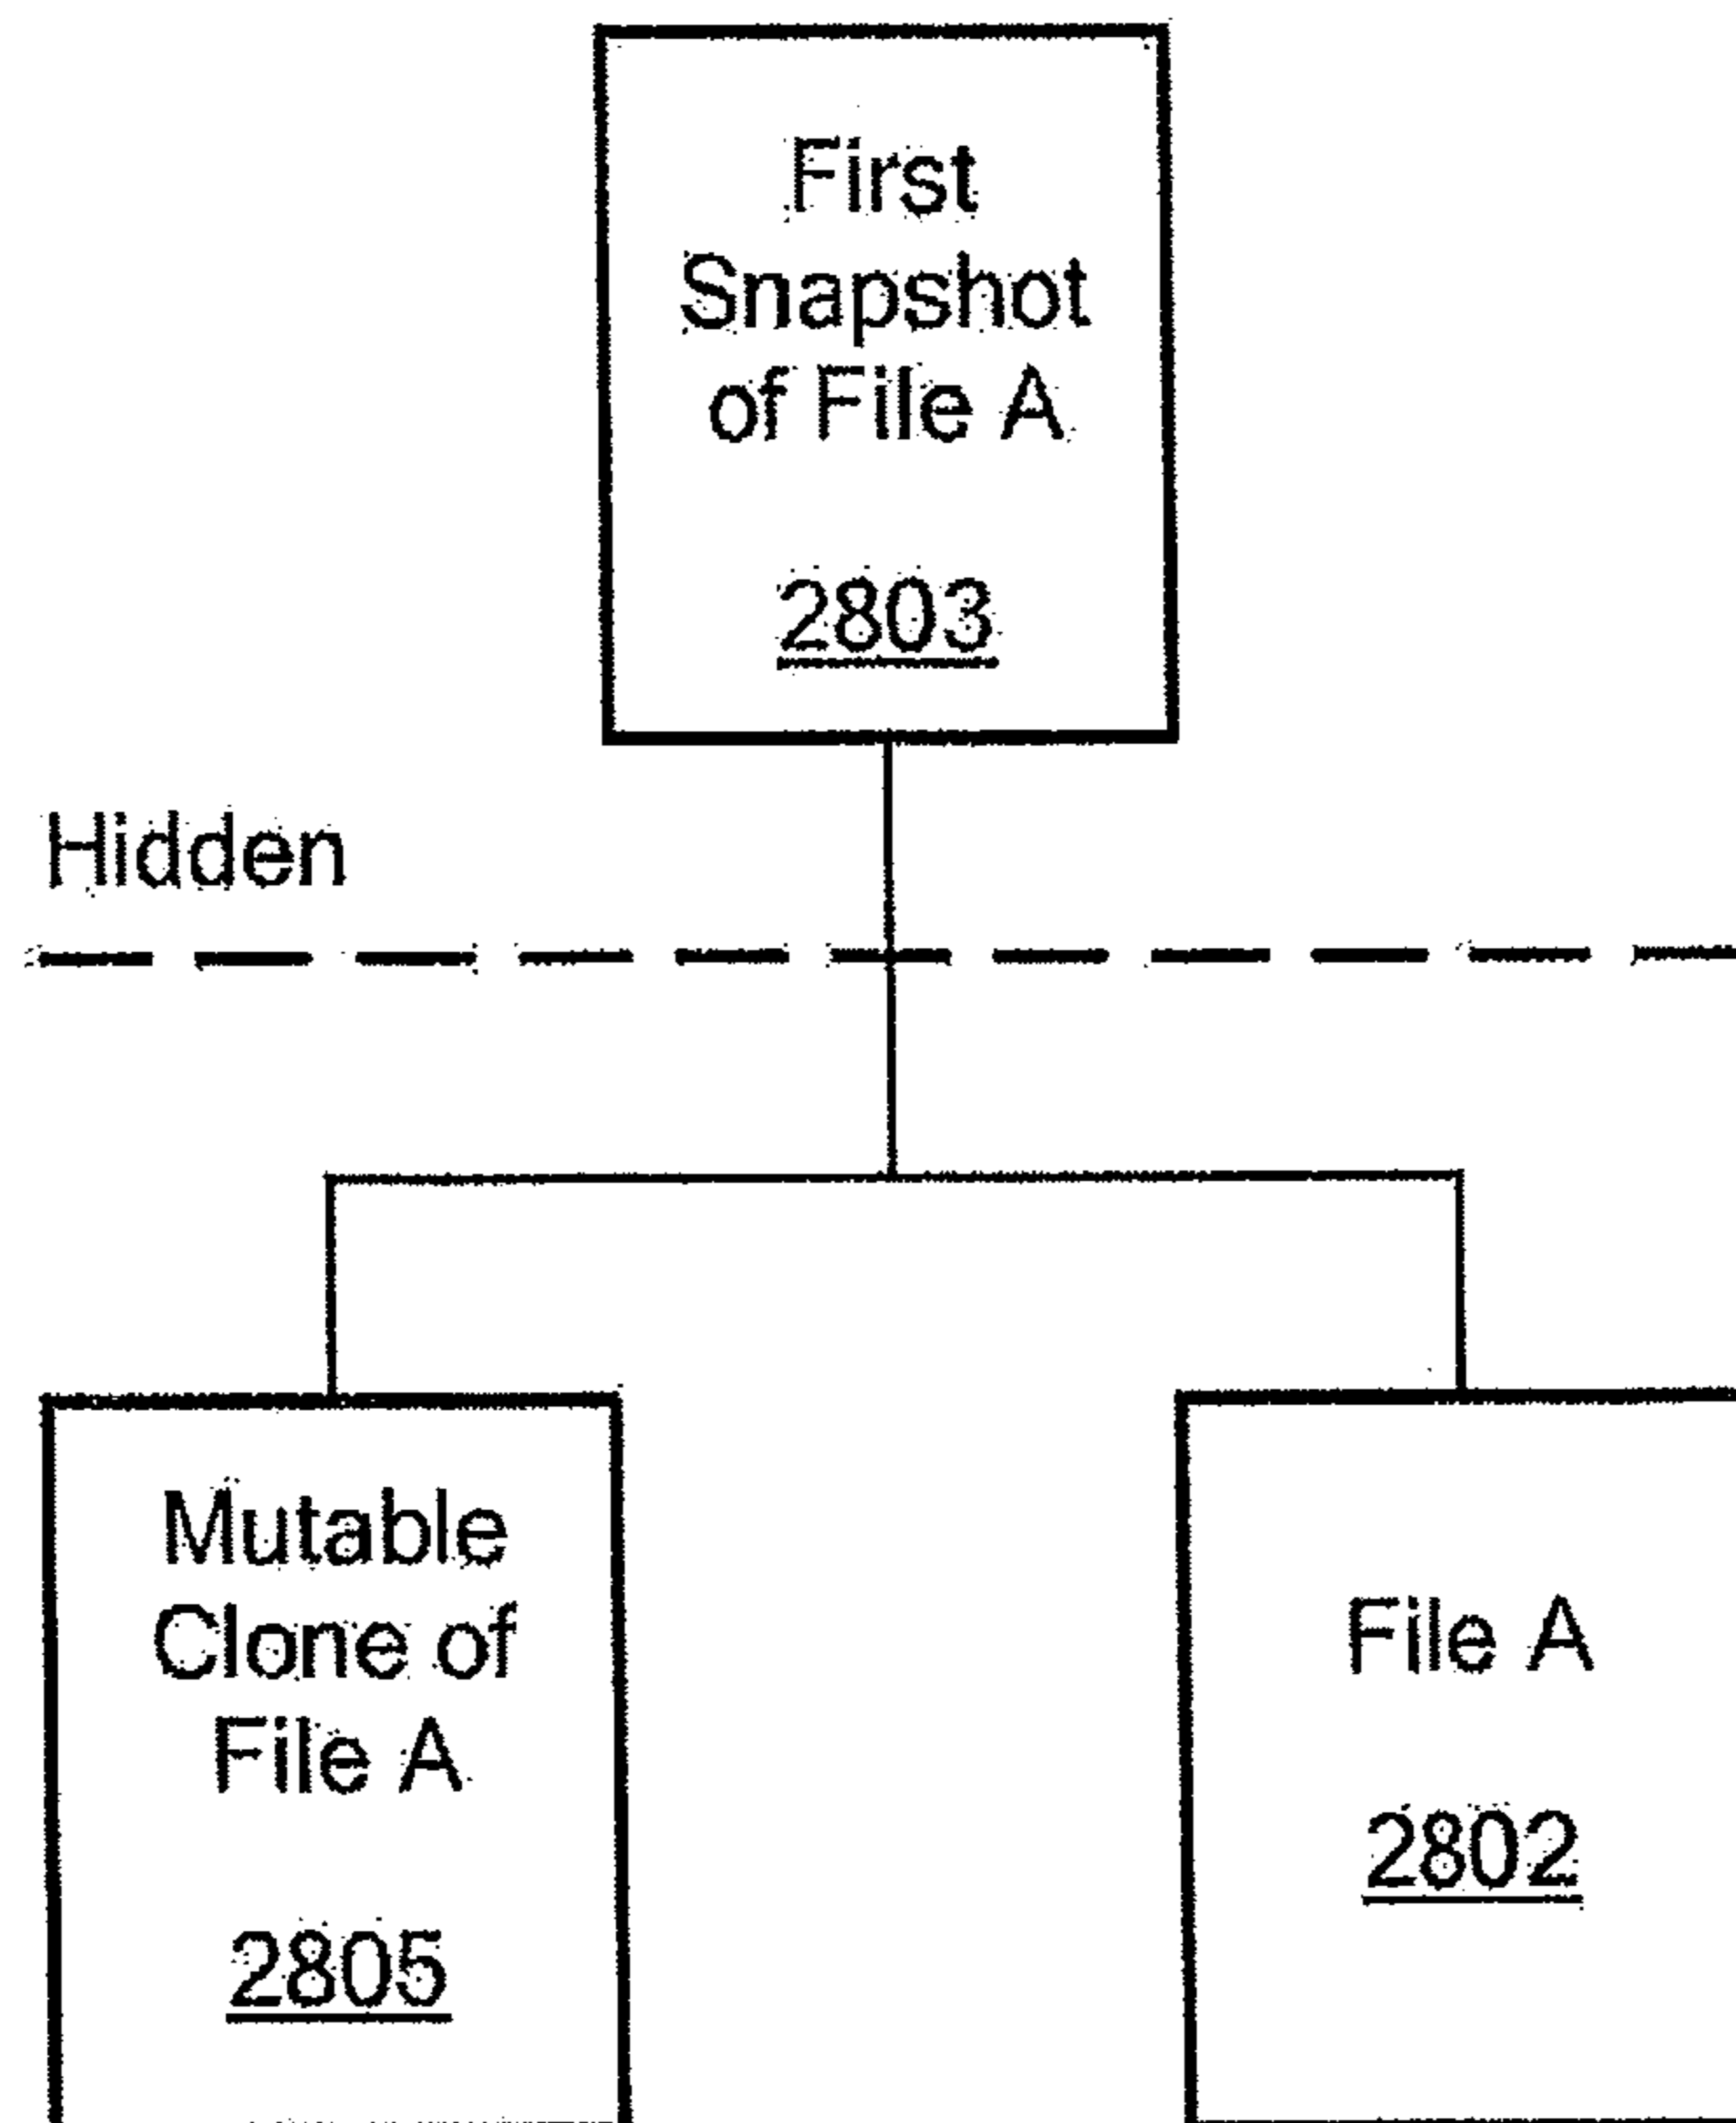 First
Snapshot
of File A
2803
Hidden
Mutable
Clone of
File A
2805
File A
2802